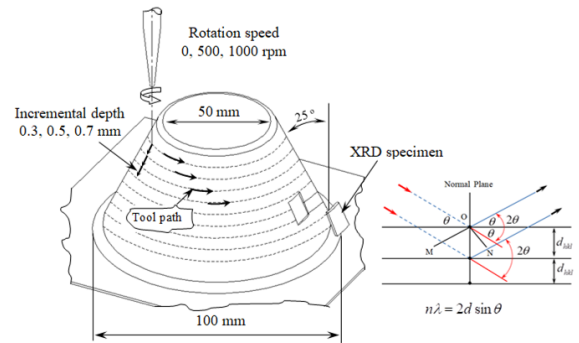 Rotation speed
0, 500, 1000 rpm
Incremental depth
0.3, 0.5, 0.7 mm
50 mm
25°
XRD specimen
Tool path
100 mm
Normal Plane
θ O θ 2θ
θ
M N 2θ
d_hkl
d_hkl
nλ = 2d sin θ